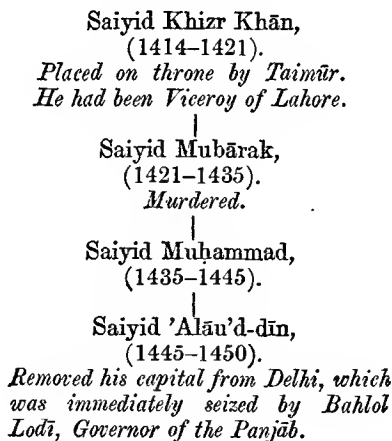 Saiyid Khizr Khān,
(1414–1421).
Placed on throne by Taimūr.
He had been Viceroy of Lahore.
Saiyid Mubārak,
(1421–1435).
Murdered.
Saiyid Muḥammad,
(1435–1445).
Saiyid 'Alāu'd-dīn,
(1445–1450).
Removed his capital from Delhi, which
was immediately seized by Bahlol
Lodī, Governor of the Panjāb.